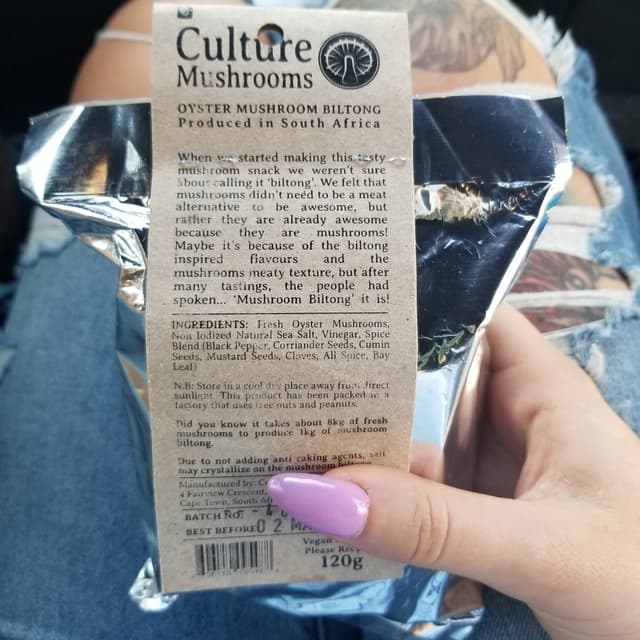 Culture
Mushrooms
OYSTER MUSHROOM BILTONG
Produced in South Africa
When we started making this tasty
mushroom snack we weren't sure
about calling it 'biltong'. We felt that
mushrooms didn't need to be a meat
alternative to be awesome, but
rather they are already awesome
because they are mushrooms!
Maybe it's because of the biltong
inspired flavours and the
mushrooms meaty texture, but after
many tastings, the people had
spoken... 'Mushroom Biltong' it is!
INGREDIENTS: Fresh Oyster Mushrooms,
Non Iodized Natural Sea Salt, Vinegar, Spice
Blend (Black Pepper, Corriander Seeds, Cumin
Seeds, Mustard Seeds, Cloves, All Spice, Bay
Leaf)
N.B: Store in a cool dry place away from direct
sunlight. This product has been packed in a
factory that uses tree nuts and peanuts.
Did you know it takes about 8kg of fresh
mushrooms to produce 1kg of mushroom
biltong.
Due to not adding anti caking agents, salt
may crystallize on the mushroom biltong
Manufactured by:
4 Fairview Crescent,
Cape Town, South
BATCH NO:
BEST BEFORE 02
Vegan
Please
120g